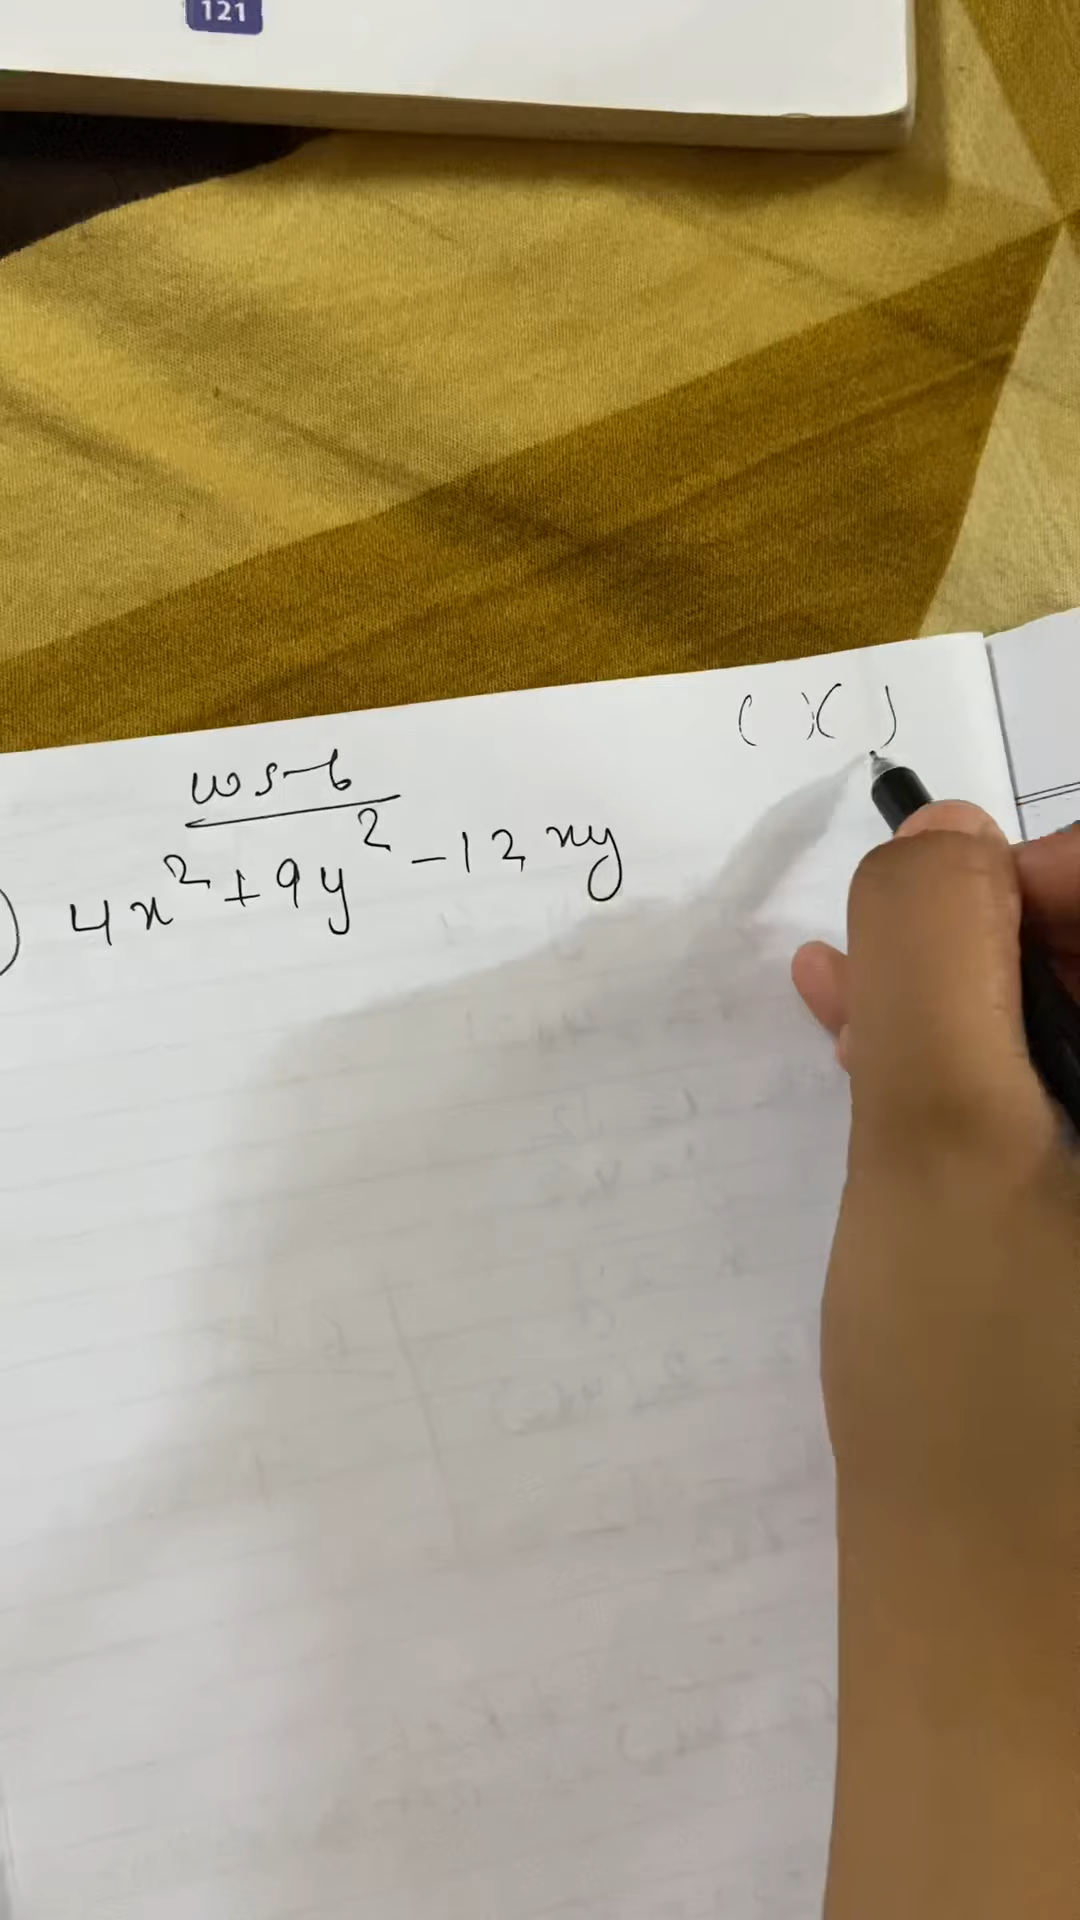 121
( )( )
ws-6
) 4x² + 9y² - 12xy